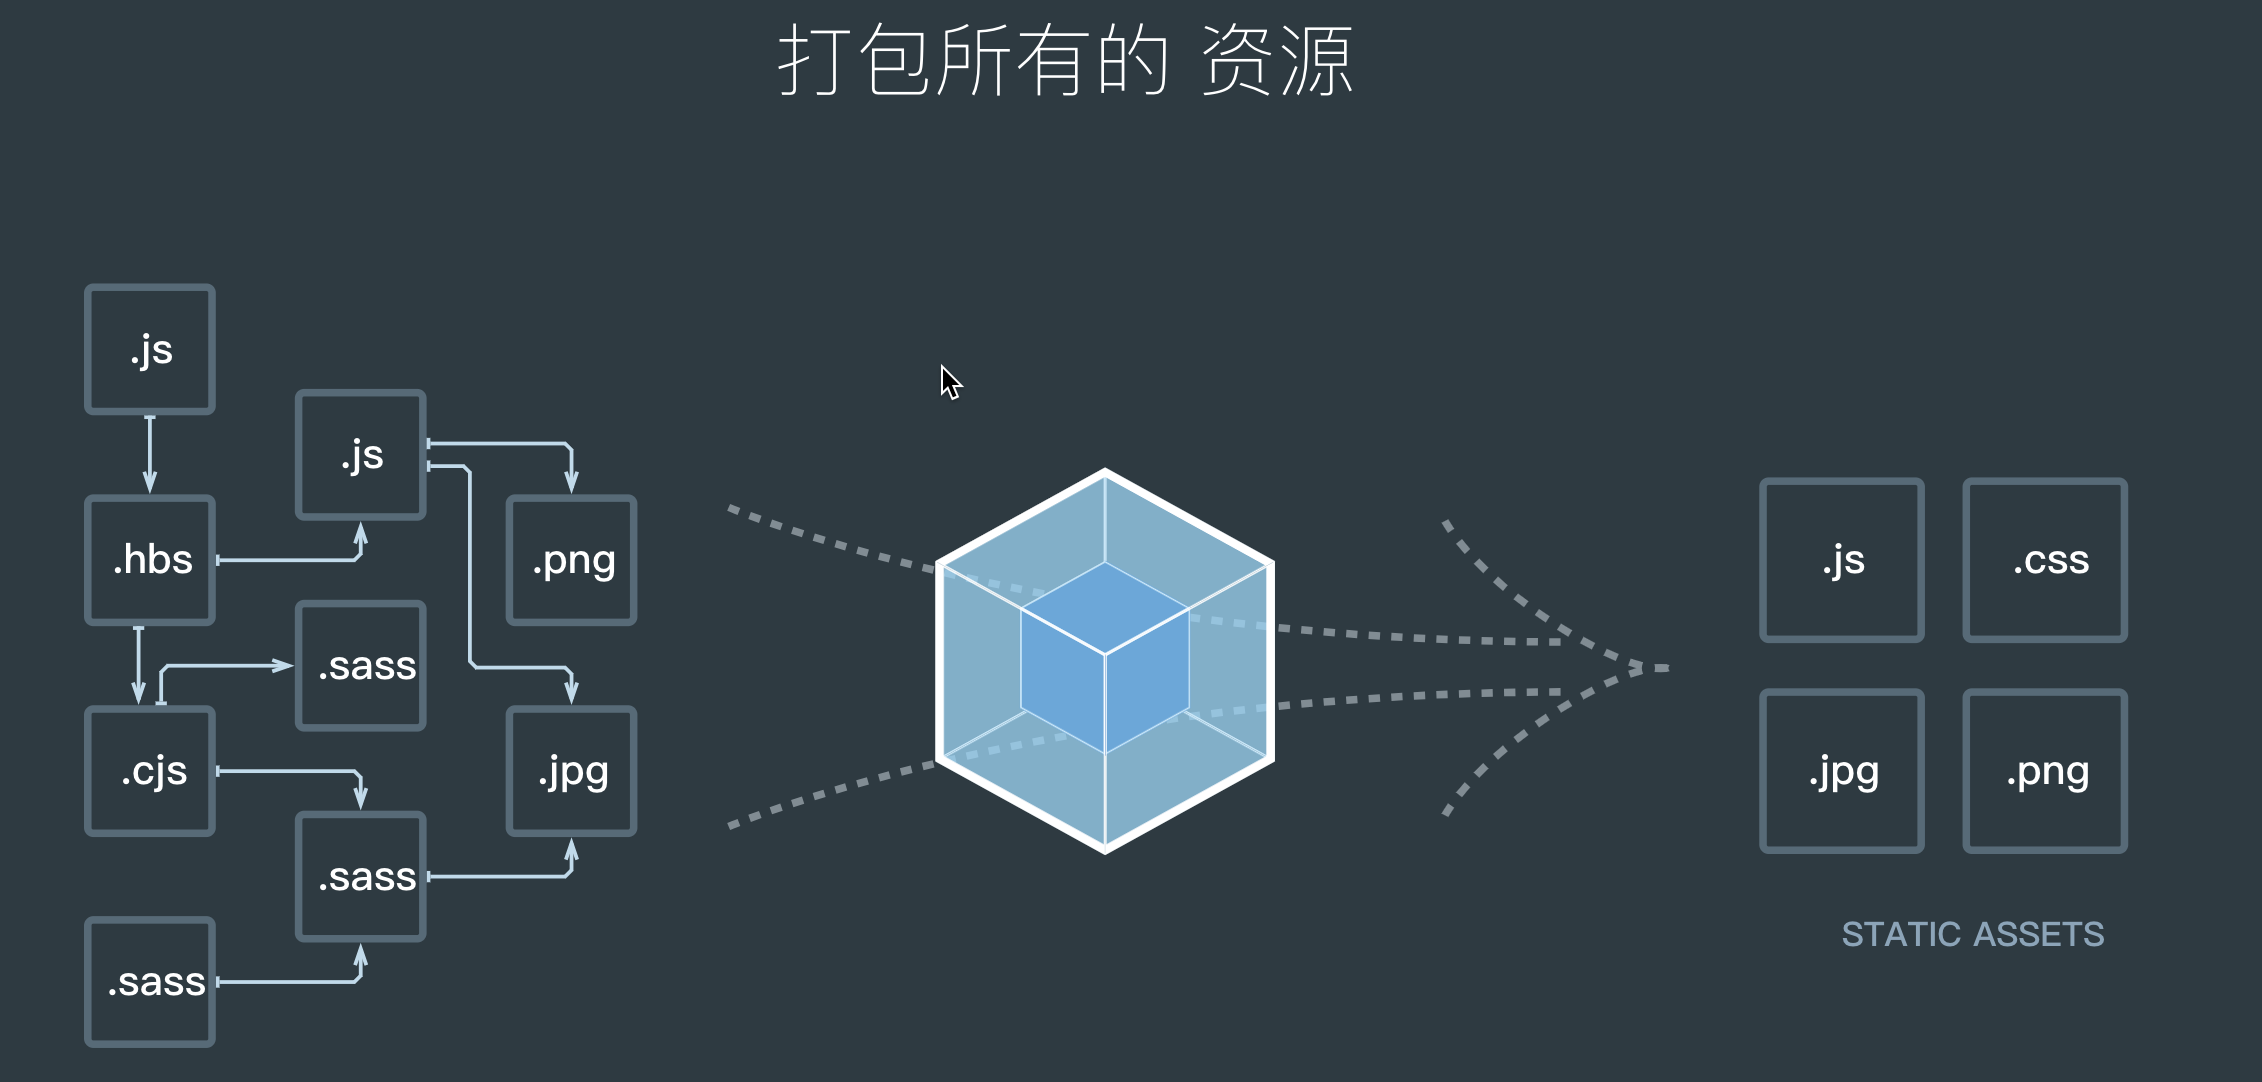 打包所有的 资源
.js
.js
.hbs
.png
.sass
.cjs
.jpg
.sass
.sass
.js
.css
.jpg
.png
STATIC ASSETS